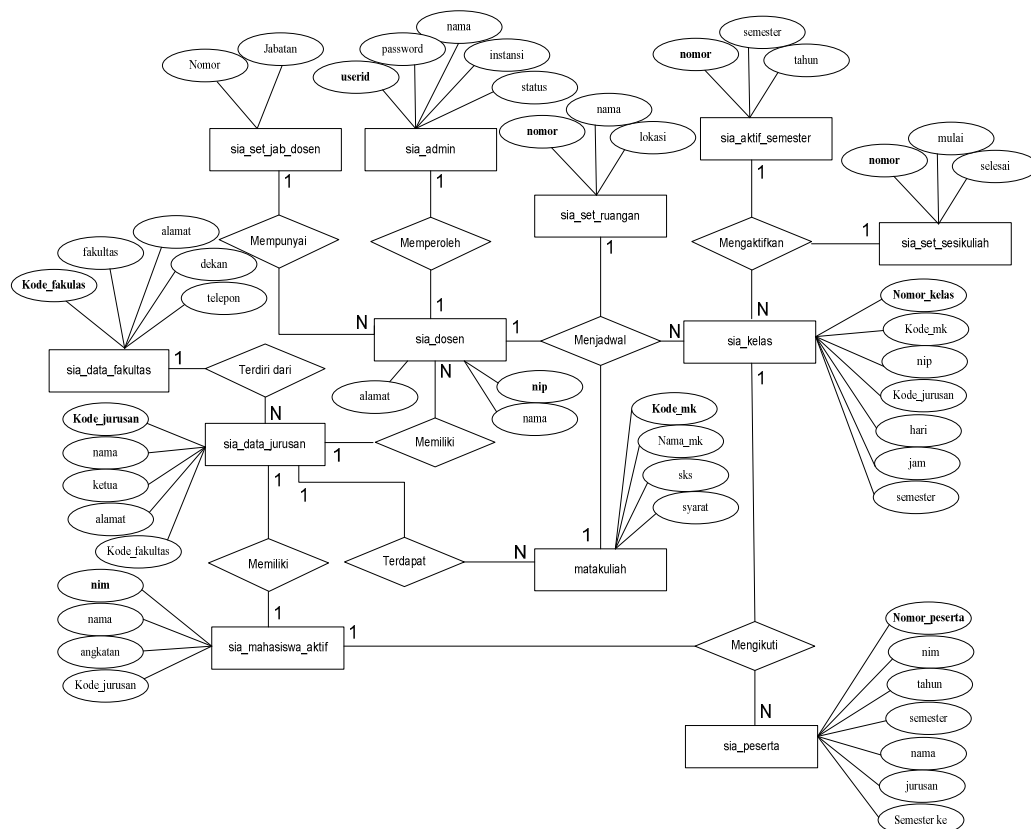 nama
semester
password
Jabatan
instansi
Nomor
nomor
tahun
userid
status
nama
mulai
nomor
lokasi
nomor
selesai
sia_set_jab_dosen
sia_admin
sia_aktif_semester
1
1
1
sia_set_ruangan
alamat
Mempunyai
Memperoleh
1
Mengaktifkan
1
sia_set_sesikuliah
fakultas
dekan
Kode_fakulas
telepon
1
N
Nomor_kelas
N
sia_dosen
1
Menjadwal
N
sia_kelas
Kode_mk
sia_data_fakultas
1
Terdiri dari
N
1
nip
alamat
nip
Kode_jurusan
nama
Kode_jurusan
N
Kode_mk
hari
sia_data_jurusan
1
Memiliki
nama
Nama_mk
jam
ketua
1
1
sks
semester
alamat
syarat
Kode_fakultas
Memiliki
Terdapat
N
1
matakuliah
nim
1
nama
Nomor_peserta
sia_mahasiswa_aktif
1
Mengikuti
angkatan
nim
Kode_jurusan
tahun
N
semester
sia_peserta
nama
jurusan
Semester ke